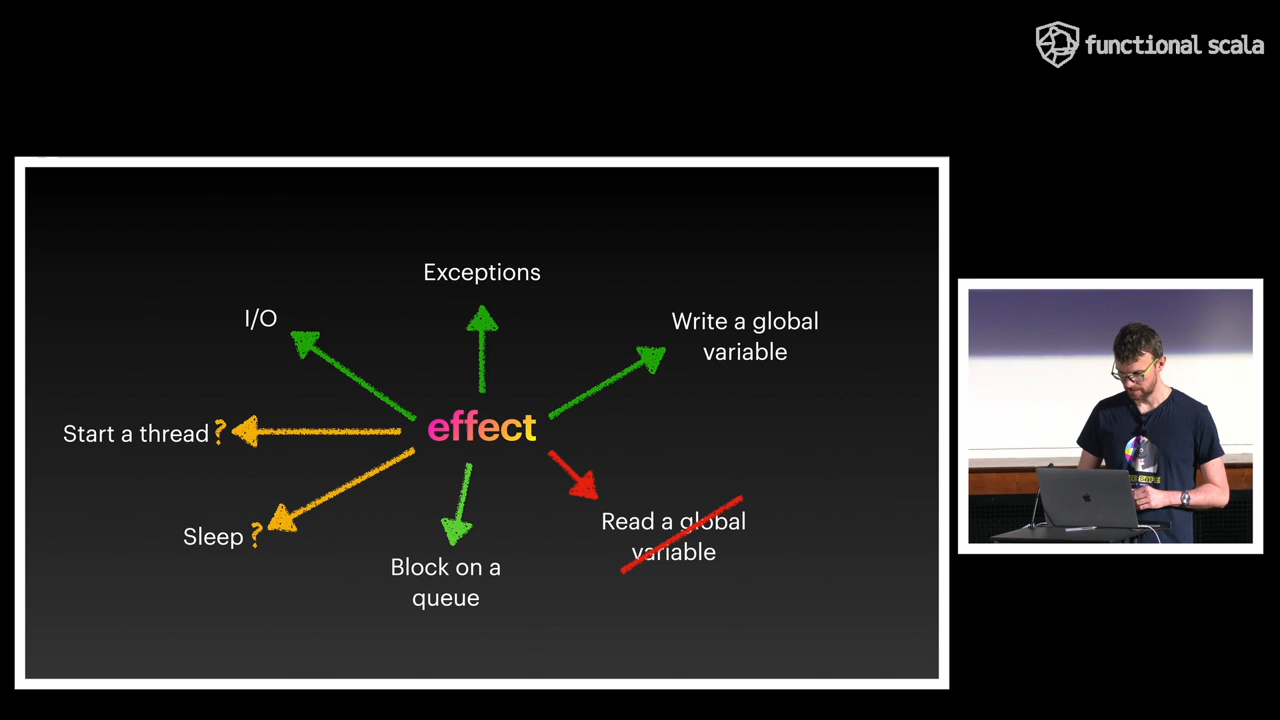 functional scala
Exceptions
I/O
Write a global
variable
effect
Start a thread ?
Read a global
variable
Sleep ?
Block on a
queue